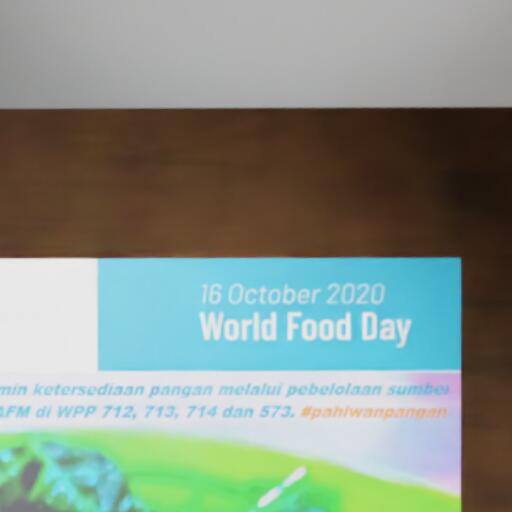 16 October 2020
World Food Day
min ketersediaan pangan melalui pebelolaan sumber
AFM di WPP 712, 713, 714 dan 573. #pahlwanpangan